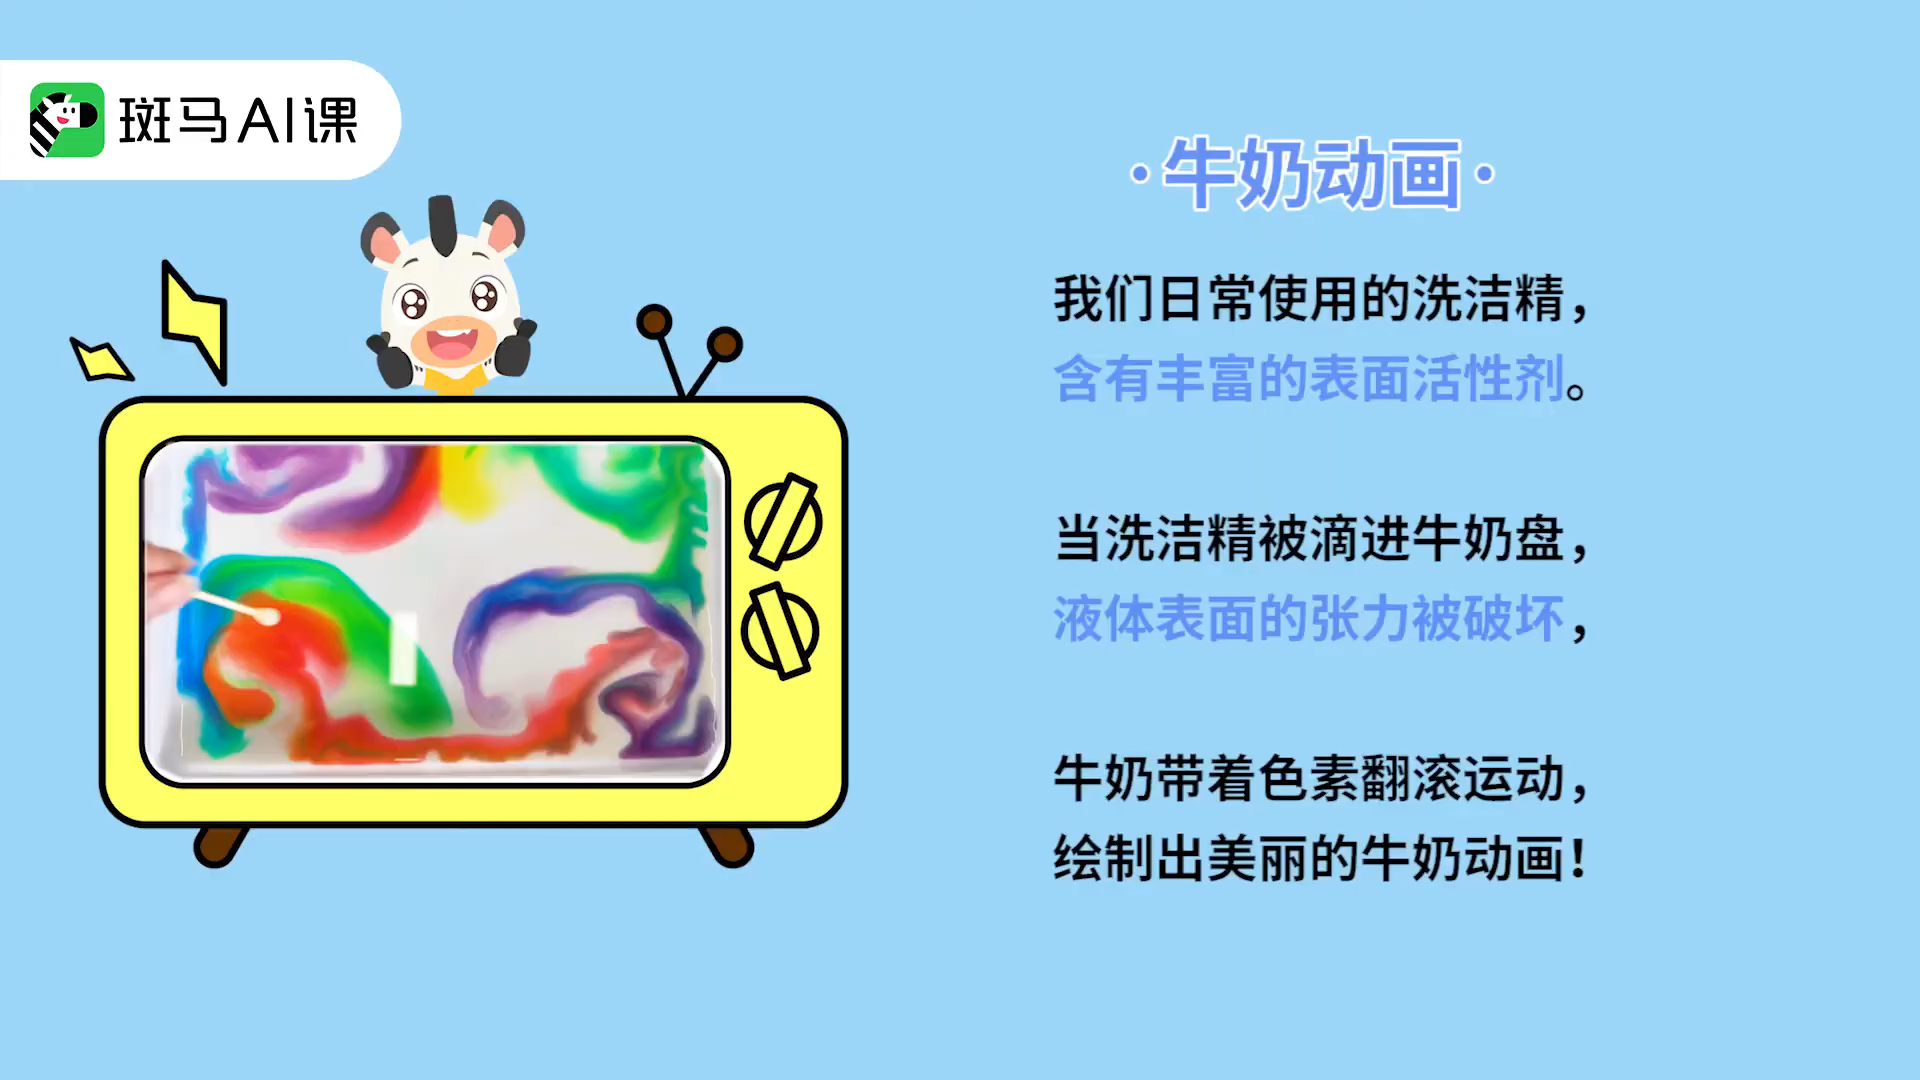 斑马AI课
·牛奶动画·
我们日常使用的洗洁精，
含有丰富的表面活性剂。
当洗洁精被滴进牛奶盘，
液体表面的张力被破坏，
牛奶带着色素翻滚运动，
绘制出美丽的牛奶动画！